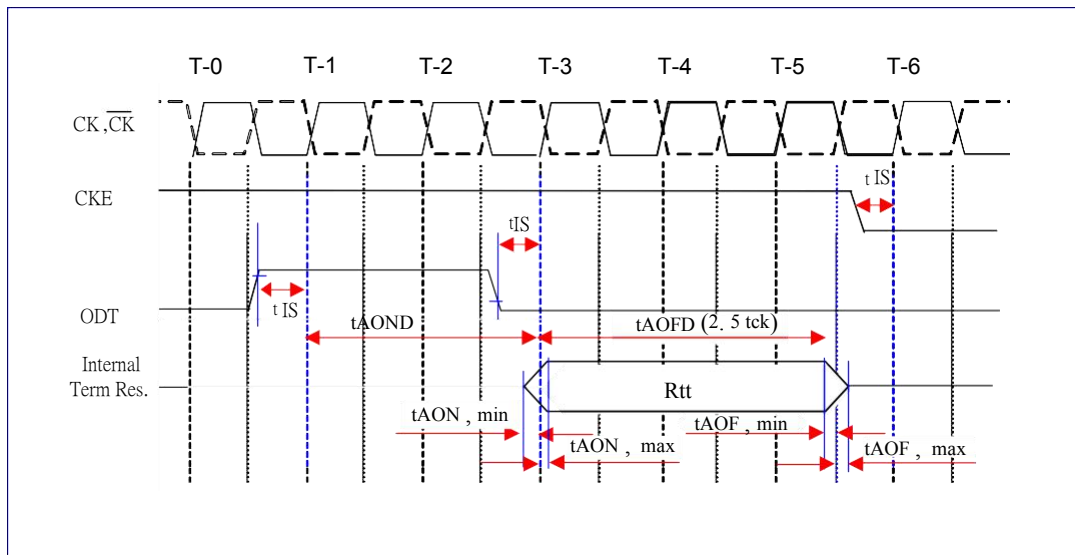 T-0 T-1 T-2 T-3 T-4 T-5 T-6
CK ,CK
CKE
t IS
tIS
t IS
ODT
tAOND
tAOFD (2. 5 tck)
Internal
Term Res.
Rtt
tAON , min
tAOF , min
tAON , max
tAOF , max